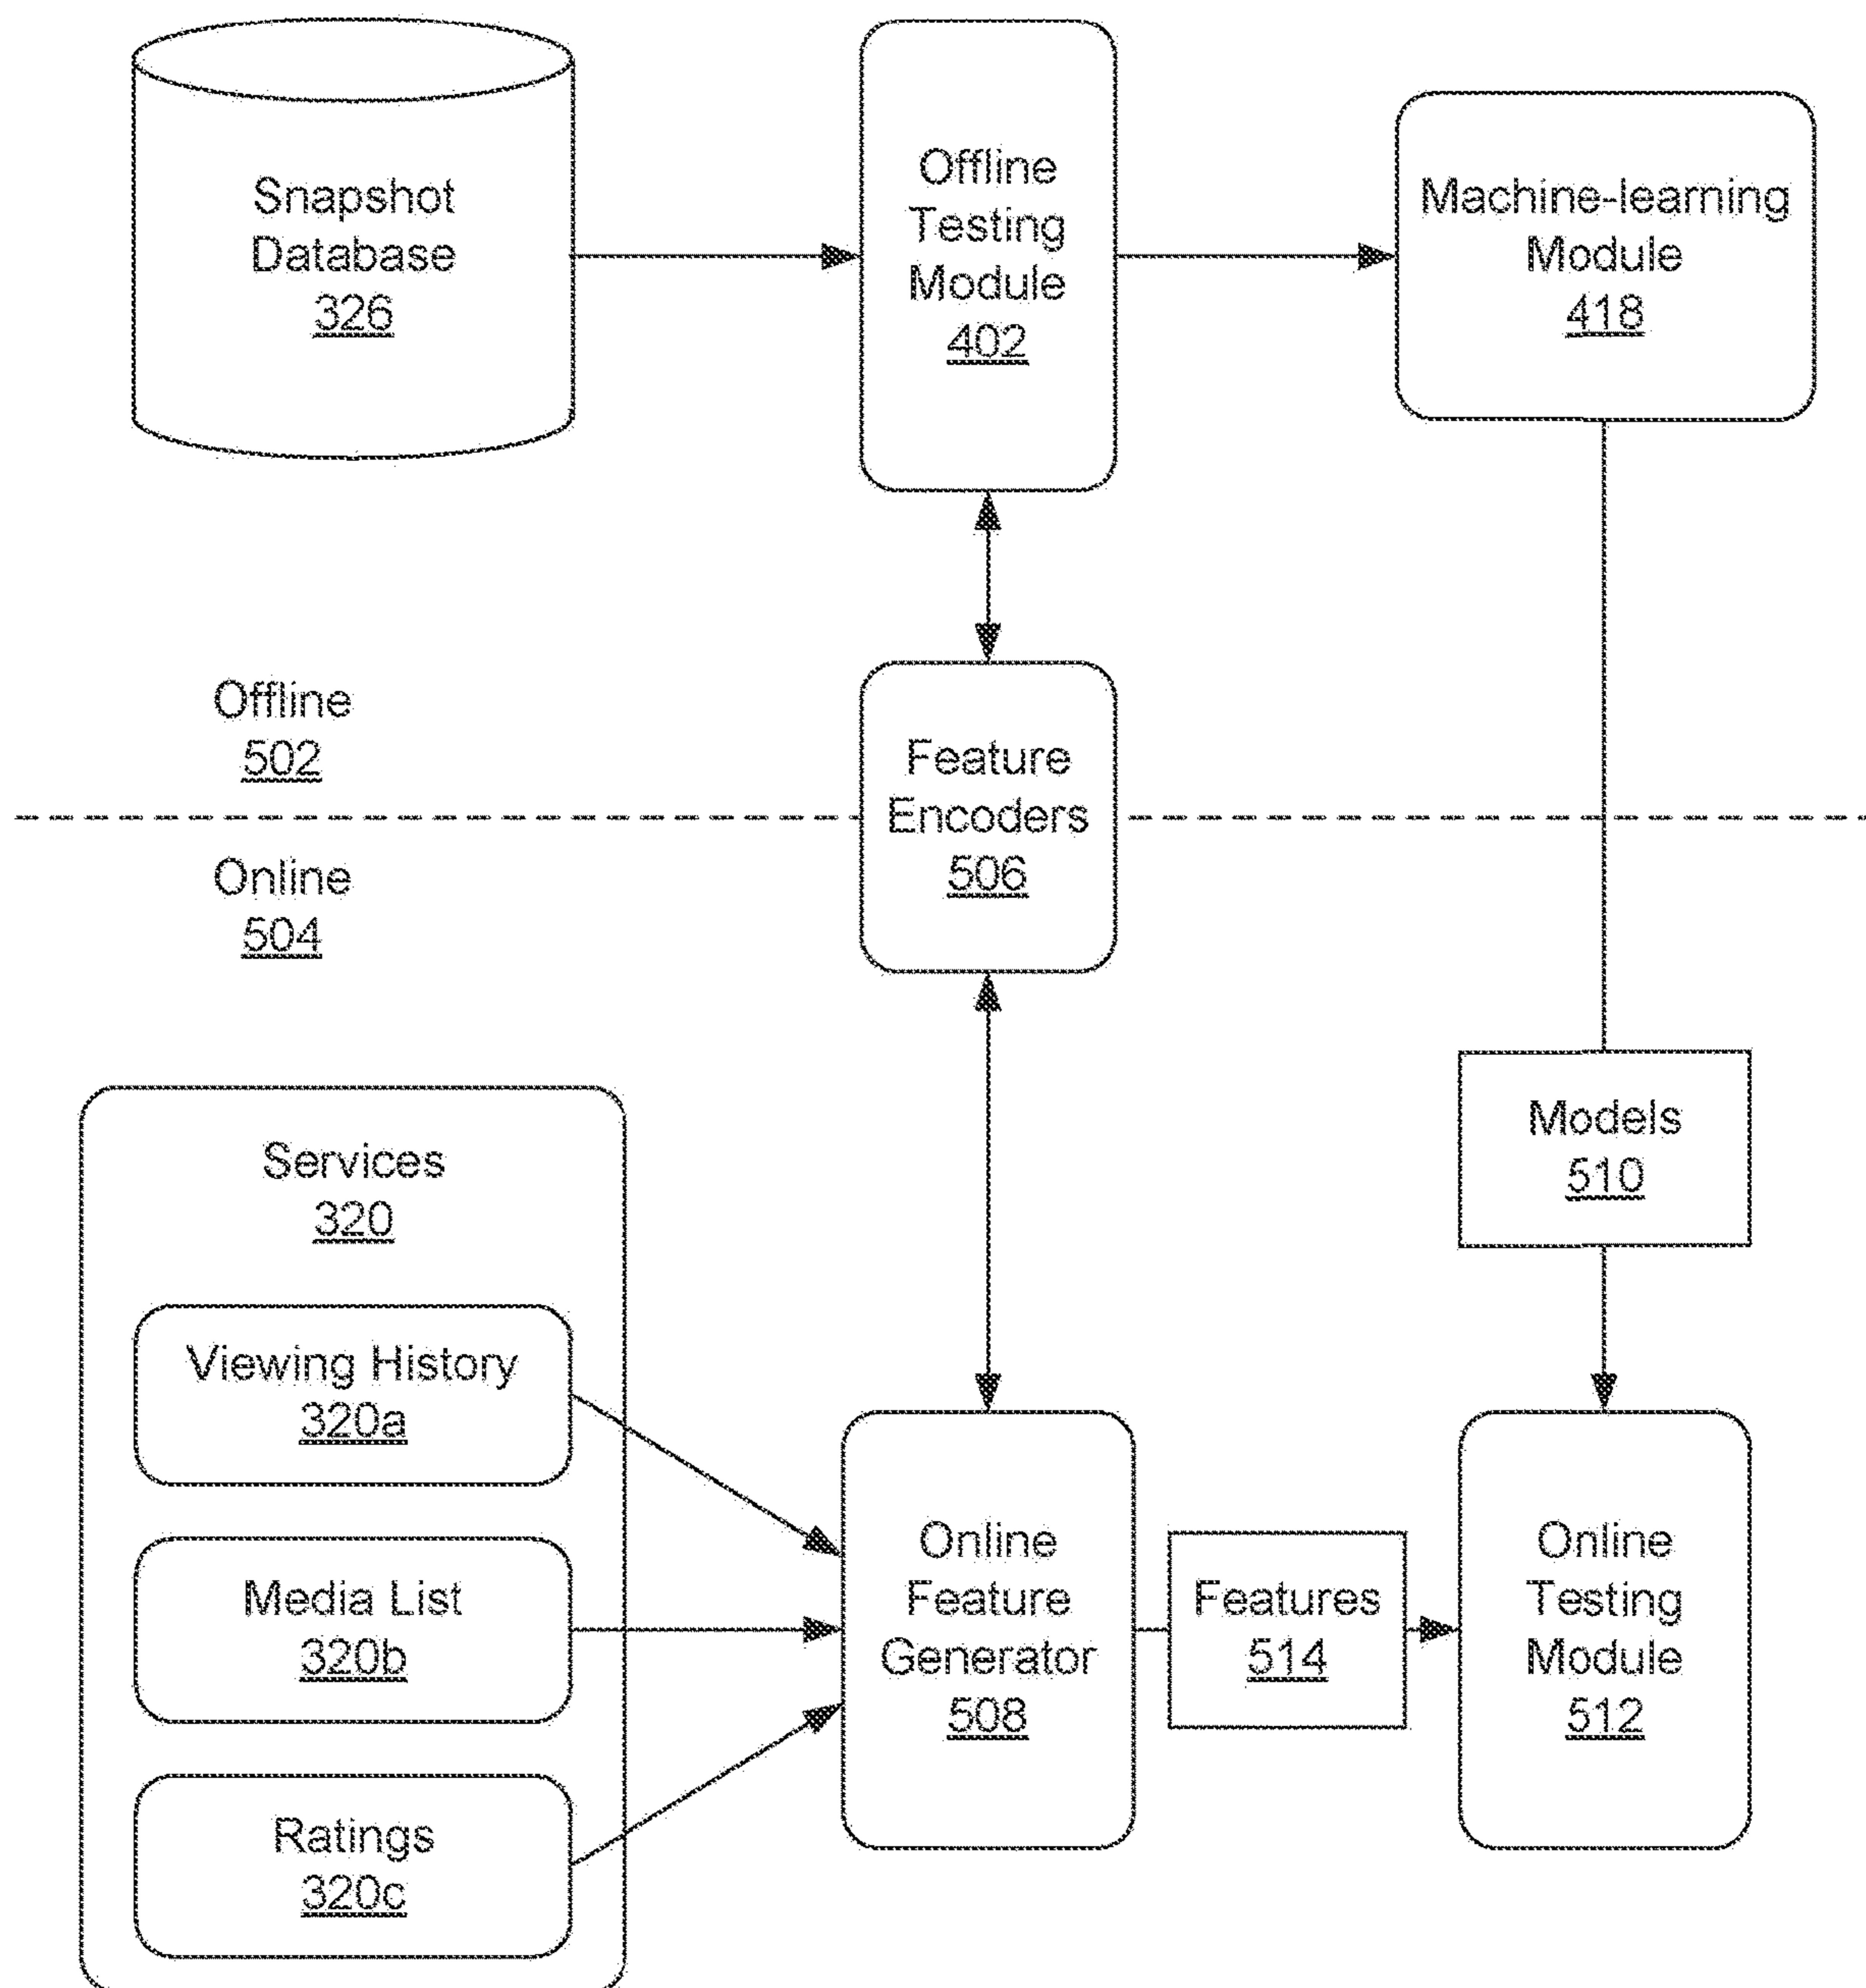 Snapshot
Database
326
Offline
Testing
Module
402
Machine-learning
Module
418
Offline
502
Feature
Encoders
506
Online
504
Services
320
Viewing History
320a
Media List
320b
Ratings
320c
Models
510
Online
Feature
Generator
508
Features
514
Online
Testing
Module
512